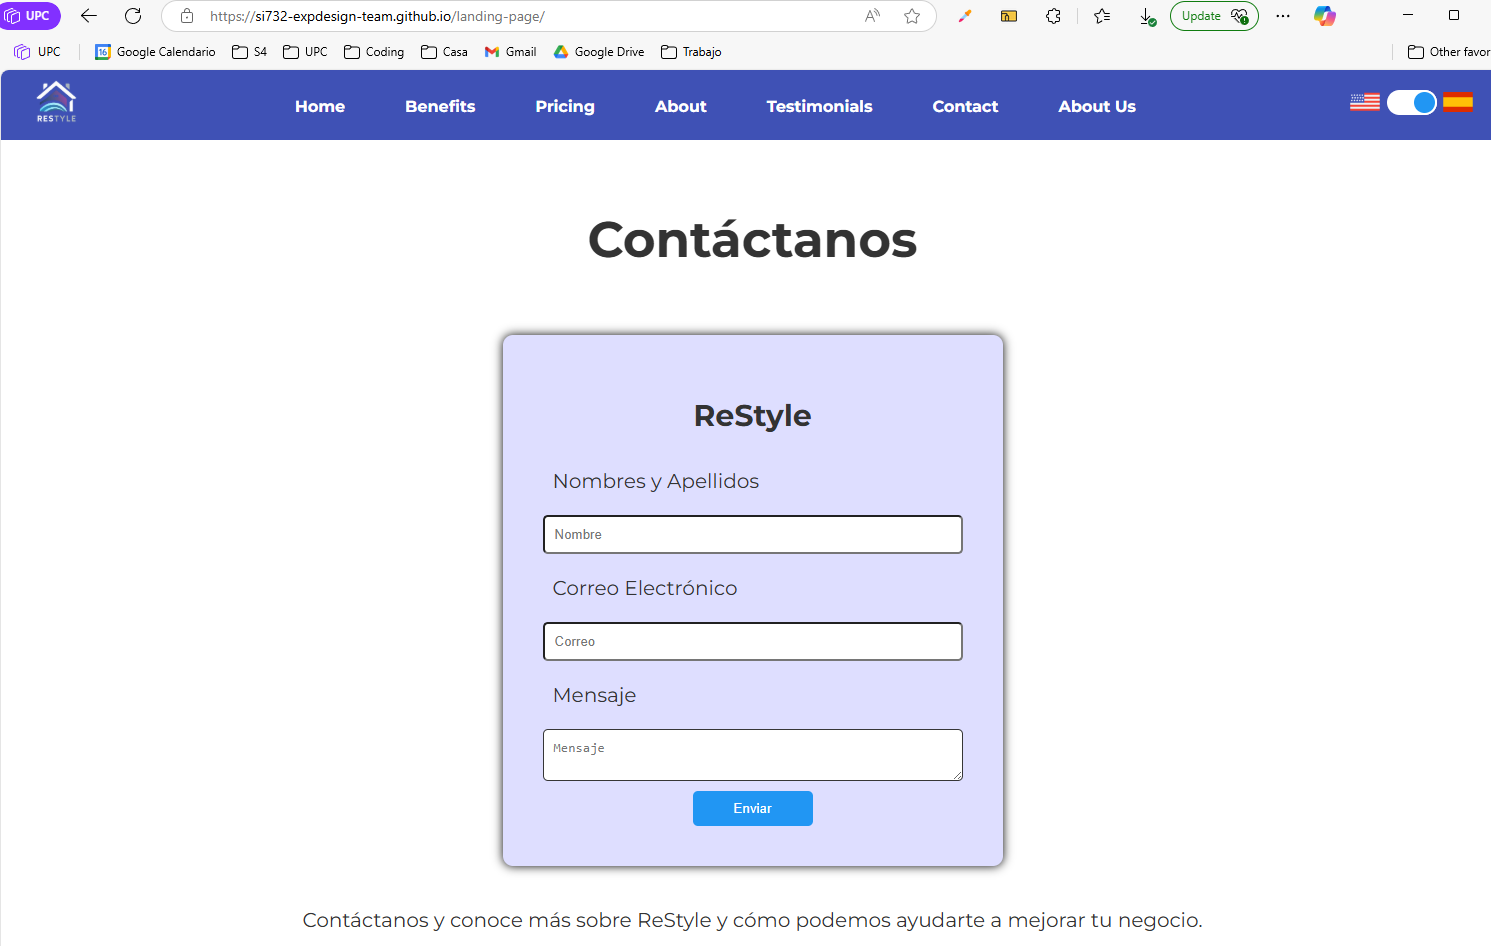 UPC
https://si732-expdesign-team.github.io/landing-page/
Update
UPC
16 Google Calendario
S4
UPC
Coding
Casa
Gmail
Google Drive
Trabajo
Other favor
RESTYLE
Home
Benefits
Pricing
About
Testimonials
Contact
About Us
Contáctanos
ReStyle
Nombres y Apellidos
Nombre
Correo Electrónico
Correo
Mensaje
Mensaje
Enviar
Contáctanos y conoce más sobre ReStyle y cómo podemos ayudarte a mejorar tu negocio.